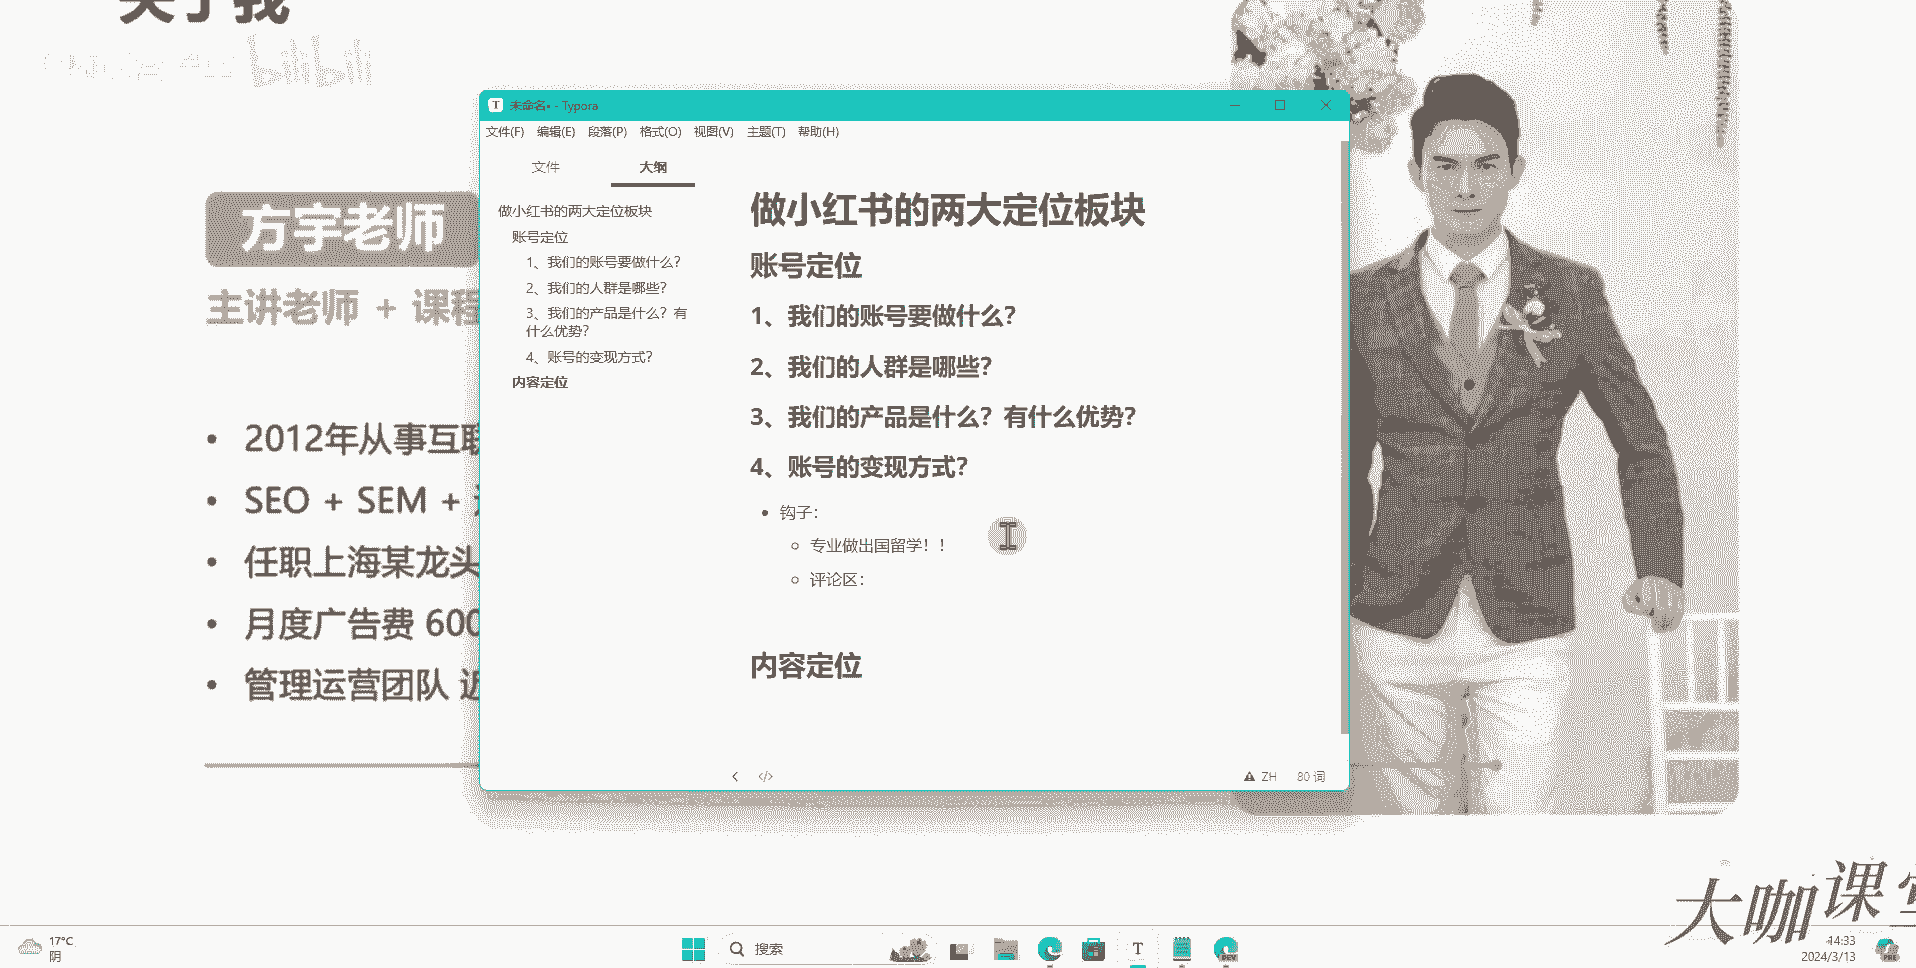 关于我
bilibili
未命名• - Typora
文件(F) 编辑(E) 段落(P) 格式(O) 视图(V) 主题(T) 帮助(H)
文件 大纲
做小红书的两大定位板块
账号定位
1、我们的账号要做什么？
2、我们的人群是哪些？
3、我们的产品是什么？有
什么优势？
4、账号的变现方式？
内容定位
做小红书的两大定位板块
账号定位
1、我们的账号要做什么？
2、我们的人群是哪些？
3、我们的产品是什么？有什么优势？
4、账号的变现方式？
钩子：
专业做出国留学！！
评论区：
内容定位
ZH 80 词
方宇老师
主讲老师 + 课程
2012年从事互联
SEO + SEM +
任职上海某龙头
月度广告费 600
管理运营团队
大咖课堂
17°C
阴
搜索
T
DEV
14:33
2024/3/13
PRE